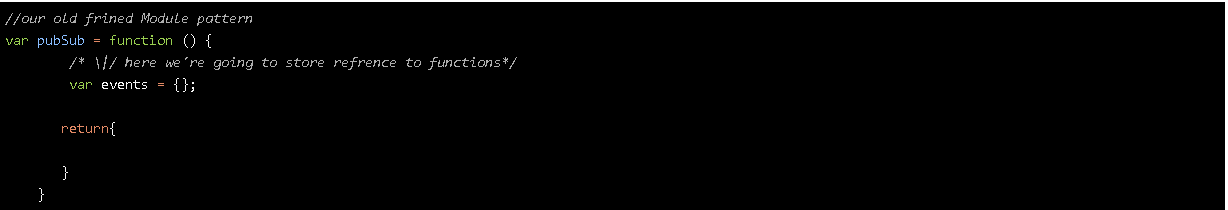 //our old frined Module pattern
var pubSub = function () {
/* \|/ here we're going to store refrence to functions*/
var events = {};
return{
}
}